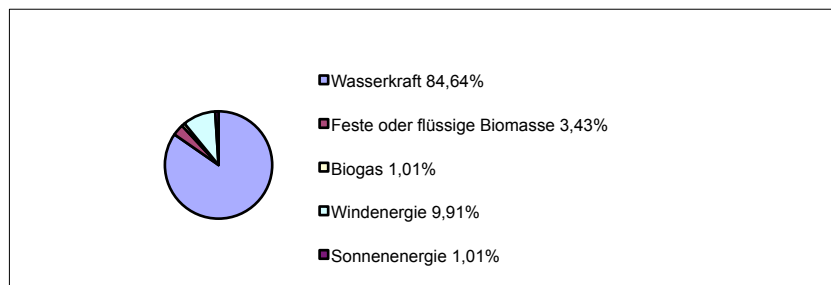 Wasserkraft 84,64%
Feste oder flüssige Biomasse 3,43%
Biogas 1,01%
Windenergie 9,91%
Sonnenenergie 1,01%